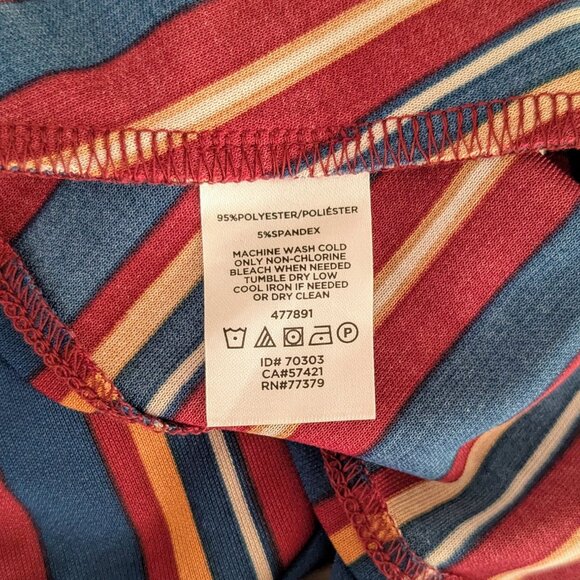 95%POLYESTER/POLIÉSTER
5%SPANDEX
MACHINE WASH COLD
ONLY NON-CHLORINE
BLEACH WHEN NEEDED
TUMBLE DRY LOW
COOL IRON IF NEEDED
OR DRY CLEAN
477891
P
ID# 70303
CA#57421
RN#77379